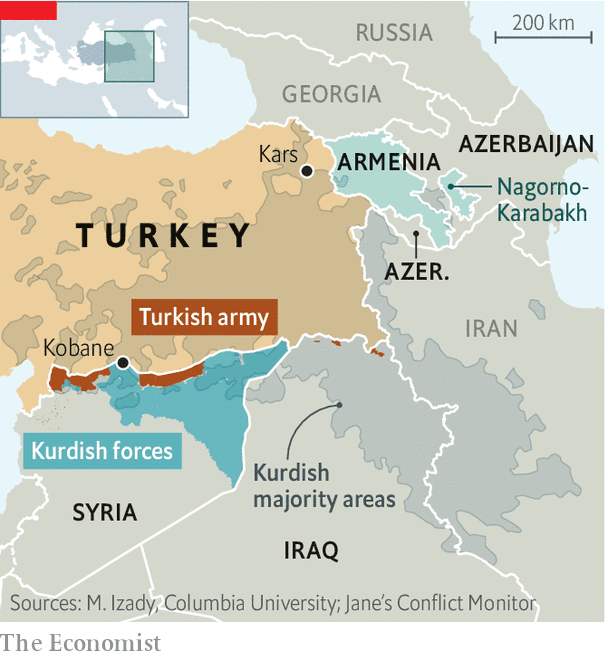 RUSSIA
200 km
GEORGIA
AZERBAIJAN
Kars
ARMENIA
Nagorno-
Karabakh
TURKEY
AZER.
Turkish army
IRAN
Kobane
Kurdish forces
Kurdish
majority areas
SYRIA
IRAQ
Sources: M. Izady, Columbia University; Jane's Conflict Monitor
The Economist